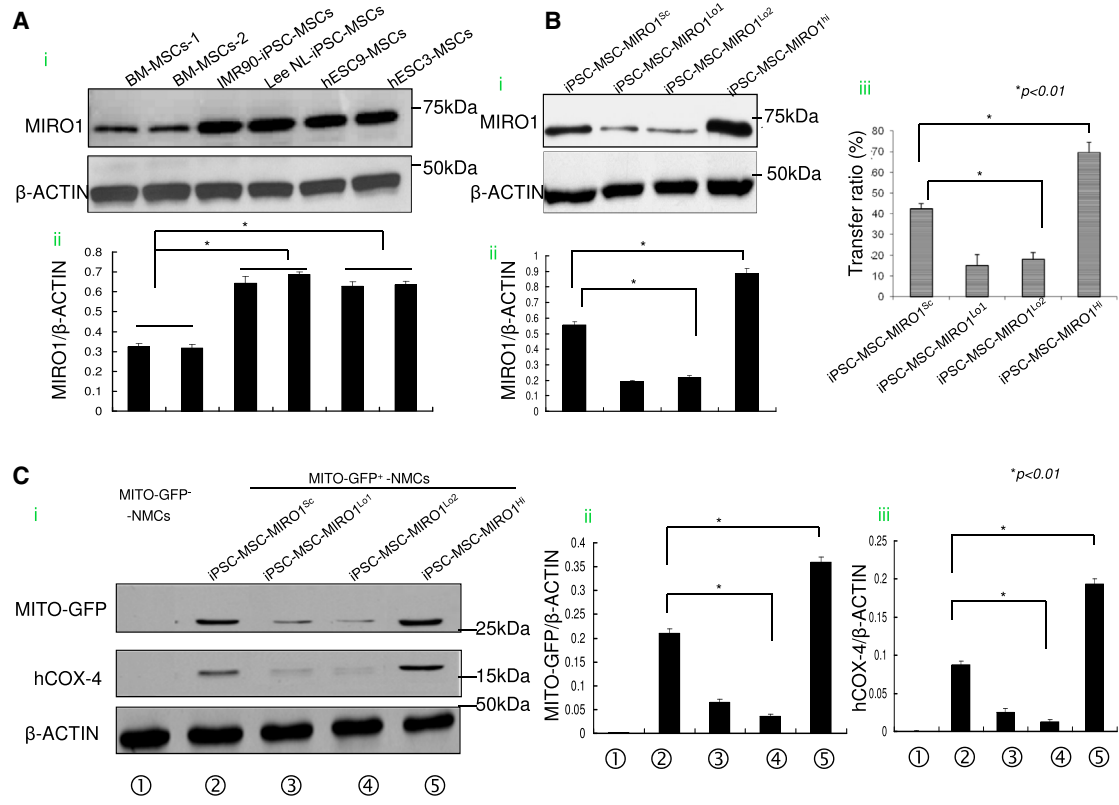 A
i
BM-MSCs-1
BM-MSCs-2
IMR90-iPSC-MSCs
Lee NL-iPSC-MSCs
hESC9-MSCs
hESC3-MSCs
MIRO1
75kDa
β-ACTIN
50kDa
ii
MIRO1/β-ACTIN
0.8
0.7
0.6
0.5
0.4
0.3
0.2
0.1
0
*
*
B
i
iPSC-MSC-MIRO1Sc
iPSC-MSC-MIRO1Lo1
iPSC-MSC-MIRO1Lo2
iPSC-MSC-MIRO1hi
MIRO1
75kDa
β-ACTIN
50kDa
ii
MIRO1/β-ACTIN
1
0.9
0.8
0.7
0.6
0.5
0.4
0.3
0.2
0.1
0
*
*
iii
*p<0.01
Transfer ratio (%)
80
70
60
50
40
30
20
10
0
*
*
iPSC-MSC-MIRO1Sc
iPSC-MSC-MIRO1Lo1
iPSC-MSC-MIRO1Lo2
iPSC-MSC-MIRO1Hi
C
i
MITO-GFP-
-NMCs
MITO-GFP+ -NMCs
iPSC-MSC-MIRO1Sc
iPSC-MSC-MIRO1Lo1
iPSC-MSC-MIRO1Lo2
iPSC-MSC-MIRO1Hi
MITO-GFP
25kDa
hCOX-4
15kDa
50kDa
β-ACTIN
① ② ③ ④ ⑤
ii
MITO-GFP/β-ACTIN
0.4
0.35
0.3
0.25
0.2
0.15
0.1
0.05
0
*
*
① ② ③ ④ ⑤
*p<0.01
iii
hCOX-4/β-ACTIN
0.25
0.2
0.15
0.1
0.05
0
*
*
① ② ③ ④ ⑤